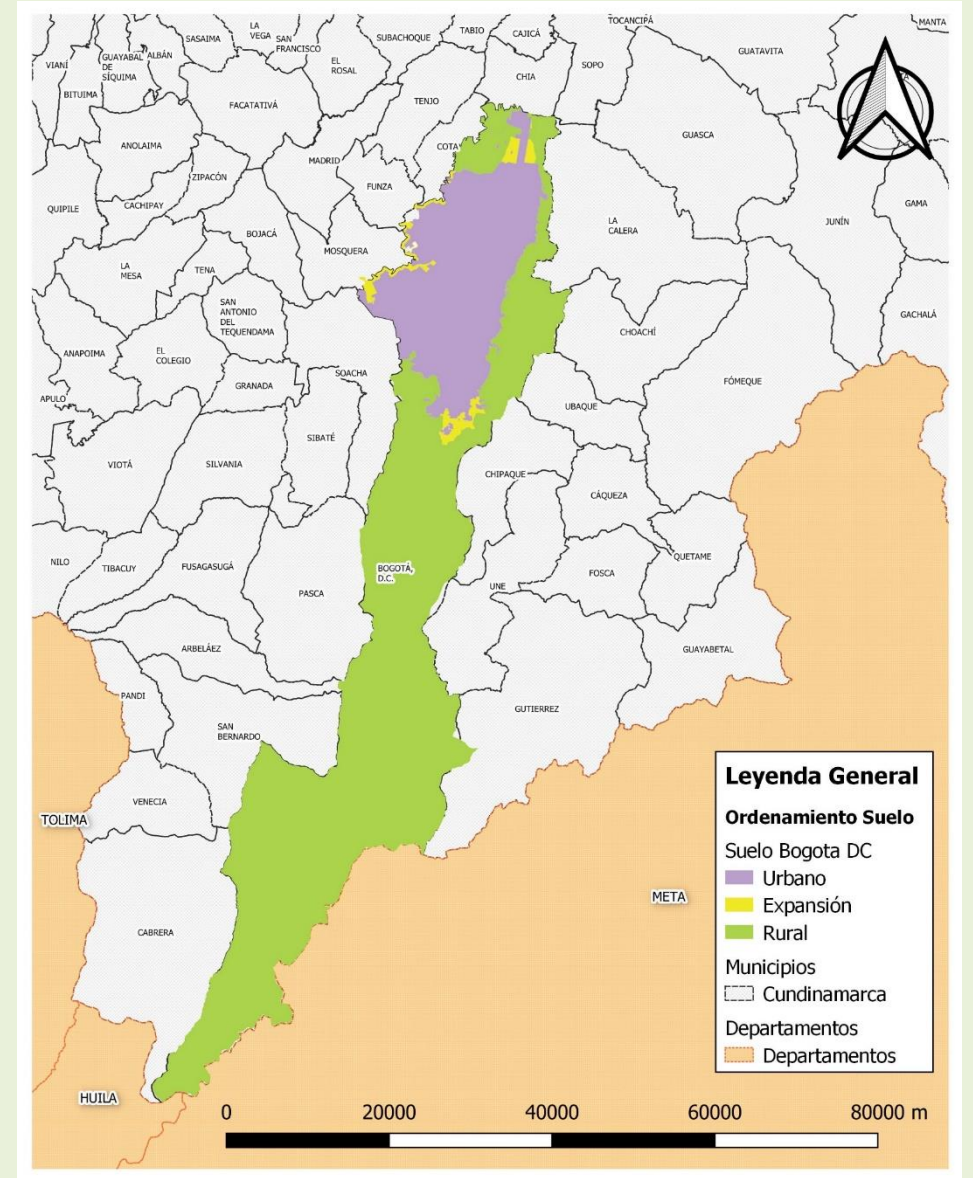 TOCANCIPÁ
MANTA
LA
VEGA
SAN
FRANCISCO
SASAIMA
SUBACHOQUE
TABIO
CAJICÁ
GUATAVITA
VIANÍ
GUAYABAL
DE
SÍQUIMA
ALBÁN
EL
ROSAL
SOPO
CHIA
BITUIMA
FACATATIVÁ
TENJO
GUASCA
ANOLAIMA
COTA
MADRID
ZIPACÓN
FUNZA
QUIPILE
CACHIPAY
GAMA
LA
CALERA
JUNÍN
BOJACÁ
MOSQUERA
LA
MESA
TENA
SAN
ANTONIO
DEL
TEQUENDAMA
GACHALÁ
CHOACHÍ
ANAPOIMA
EL
COLEGIO
SOACHA
FÓMEQUE
GRANADA
APULO
UBAQUE
SIBATÉ
VIOTÁ
SILVANIA
CHIPAQUE
CÁQUEZA
NILO
TIBACUY
FUSAGASUGÁ
BOGOTÁ,
D.C.
QUETAME
FOSCA
UNE
PASCA
ARBELÁEZ
GUAYABETAL
PANDI
GUTIERREZ
SAN
BERNARDO
VENECIA
TOLIMA
META
CABRERA
HUILA
Leyenda General
Ordenamiento Suelo
Suelo Bogota DC
Urbano
Expansión
Rural
Municipios
Cundinamarca
Departamentos
Departamentos
0 20000 40000 60000 80000 m